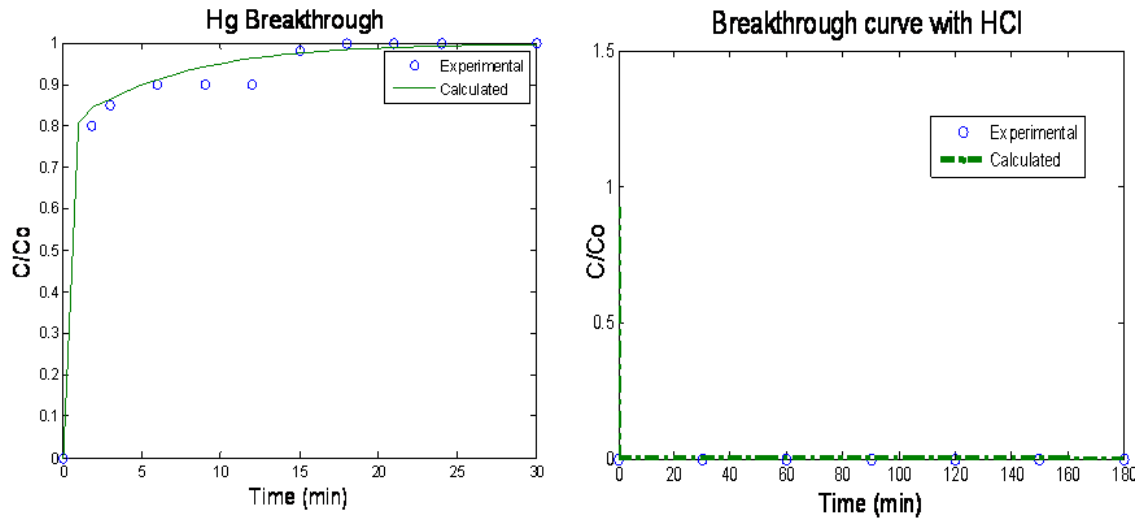 Hg Breakthrough
1
0.9
0.8
0.7
0.6
0.5
0.4
0.3
0.2
0.1
0
C/Co
Experimental
Calculated
0 5 10 15 20 25 30
Time (min)
Breakthrough curve with HCl
1.5
1
0.5
0
C/Co
Experimental
Calculated
0 20 40 60 80 100 120 140 160 180
Time (min)